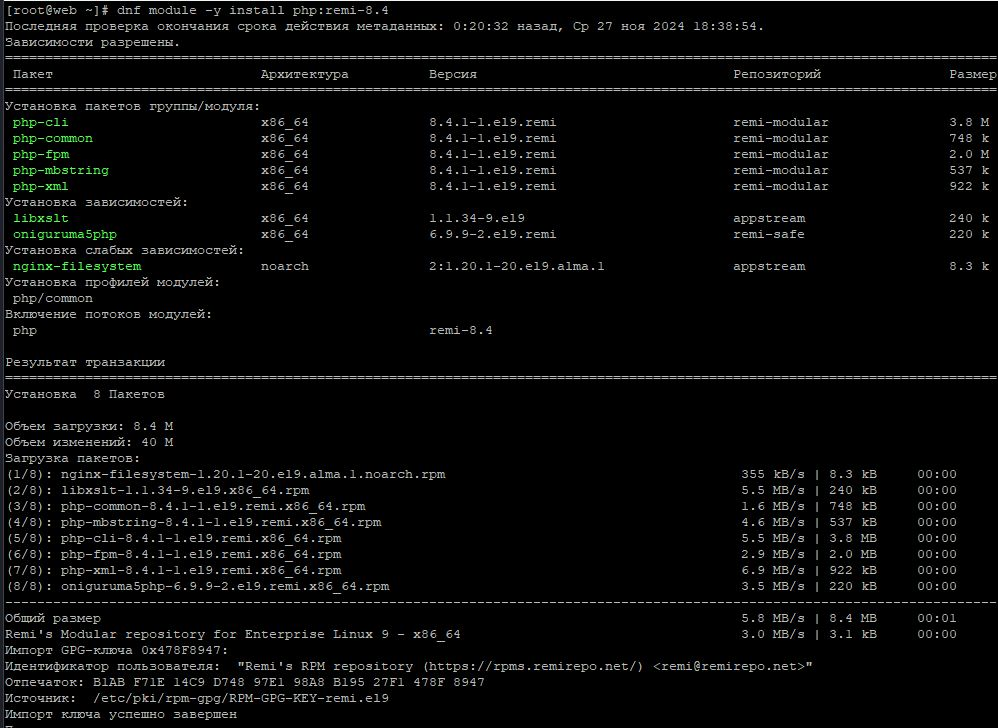 [root@web ~]# dnf module -y install php:remi-8.4
Последняя проверка окончания срока действия метаданных: 0:20:32 назад, Ср 27 ноя 2024 18:38:54.
Зависимости разрешены.
Пакет Архитектура Версия Репозиторий Размер
Установка пакетов группы/модуля:
php-cli x86_64 8.4.1-1.el9.remi remi-modular 3.8 M
php-common x86_64 8.4.1-1.el9.remi remi-modular 748 k
php-fpm x86_64 8.4.1-1.el9.remi remi-modular 2.0 M
php-mbstring x86_64 8.4.1-1.el9.remi remi-modular 537 k
php-xml x86_64 8.4.1-1.el9.remi remi-modular 922 k
Установка зависимостей:
libxslt x86_64 1.1.34-9.el9 appstream 240 k
oniguruma5php x86_64 6.9.9-2.el9.remi remi-safe 220 k
Установка слабых зависимостей:
nginx-filesystem noarch 2:1.20.1-20.el9.alma.1 appstream 8.3 k
Установка профилей модулей:
php/common
Включение потоков модулей:
php remi-8.4
Результат транзакции
Установка 8 Пакетов
Объем загрузки: 8.4 M
Объем изменений: 40 M
Загрузка пакетов:
(1/8): nginx-filesystem-1.20.1-20.el9.alma.1.noarch.rpm 355 kB/s | 8.3 kB 00:00
(2/8): libxslt-1.1.34-9.el9.x86_64.rpm 5.5 MB/s | 240 kB 00:00
(3/8): php-common-8.4.1-1.el9.remi.x86_64.rpm 1.6 MB/s | 748 kB 00:00
(4/8): php-mbstring-8.4.1-1.el9.remi.x86_64.rpm 4.6 MB/s | 537 kB 00:00
(5/8): php-cli-8.4.1-1.el9.remi.x86_64.rpm 5.5 MB/s | 3.8 MB 00:00
(6/8): php-fpm-8.4.1-1.el9.remi.x86_64.rpm 2.9 MB/s | 2.0 MB 00:00
(7/8): php-xml-8.4.1-1.el9.remi.x86_64.rpm 6.9 MB/s | 922 kB 00:00
(8/8): oniguruma5php-6.9.9-2.el9.remi.x86_64.rpm 3.5 MB/s | 220 kB 00:00
Общий размер 5.8 MB/s | 8.4 MB 00:01
Remi's Modular repository for Enterprise Linux 9 - x86_64 3.0 MB/s | 3.1 kB 00:00
Импорт GPG-ключа 0x478F8947:
Идентификатор пользователя: "Remi's RPM repository (https://rpms.remirepo.net/) <remi@remirepo.net>"
Отпечаток: B1AB F71E 14C9 D748 97E1 98A8 B195 27F1 478F 8947
Источник: /etc/pki/rpm-gpg/RPM-GPG-KEY-remi.el9
Импорт ключа успешно завершен